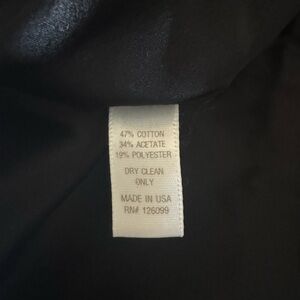 47% COTTON
34% ACETATE
19% POLYESTER
DRY CLEAN
ONLY
MADE IN USA
RN# 126099